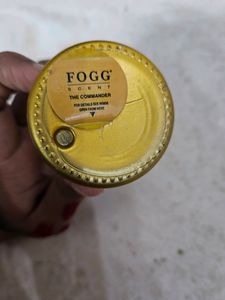 FOGG
SCENT
THE COMMANDER
FOR DETAILS SEE INSIDE
OPEN FROM HERE